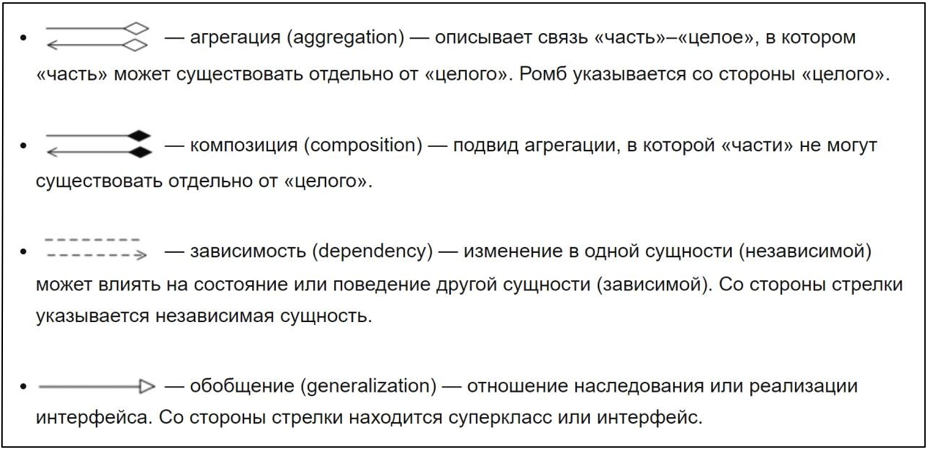 • — агрегация (aggregation) — описывает связь «часть»–«целое», в котором
«часть» может существовать отдельно от «целого». Ромб указывается со стороны «целого».
• — композиция (composition) — подвид агрегации, в которой «части» не могут
существовать отдельно от «целого».
• — зависимость (dependency) — изменение в одной сущности (независимой)
может влиять на состояние или поведение другой сущности (зависимой). Со стороны стрелки
указывается независимая сущность.
• — обобщение (generalization) — отношение наследования или реализации
интерфейса. Со стороны стрелки находится суперкласс или интерфейс.